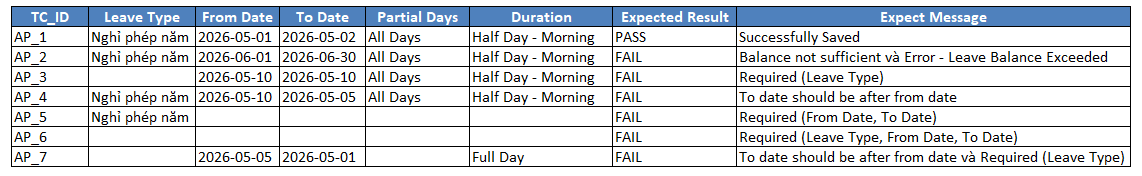 TC_ID Leave Type From Date To Date Partial Days Duration Expected Result Expect Message
AP_1 Nghỉ phép năm 2026-05-01 2026-05-02 All Days Half Day - Morning PASS Successfully Saved
AP_2 Nghỉ phép năm 2026-06-01 2026-06-30 All Days Half Day - Morning FAIL Balance not sufficient và Error - Leave Balance Exceeded
AP_3 2026-05-10 2026-05-10 All Days Half Day - Morning FAIL Required (Leave Type)
AP_4 Nghỉ phép năm 2026-05-10 2026-05-05 All Days Half Day - Morning FAIL To date should be after from date
AP_5 Nghỉ phép năm FAIL Required (From Date, To Date)
AP_6 FAIL Required (Leave Type, From Date, To Date)
AP_7 2026-05-05 2026-05-01 Full Day FAIL To date should be after from date và Required (Leave Type)